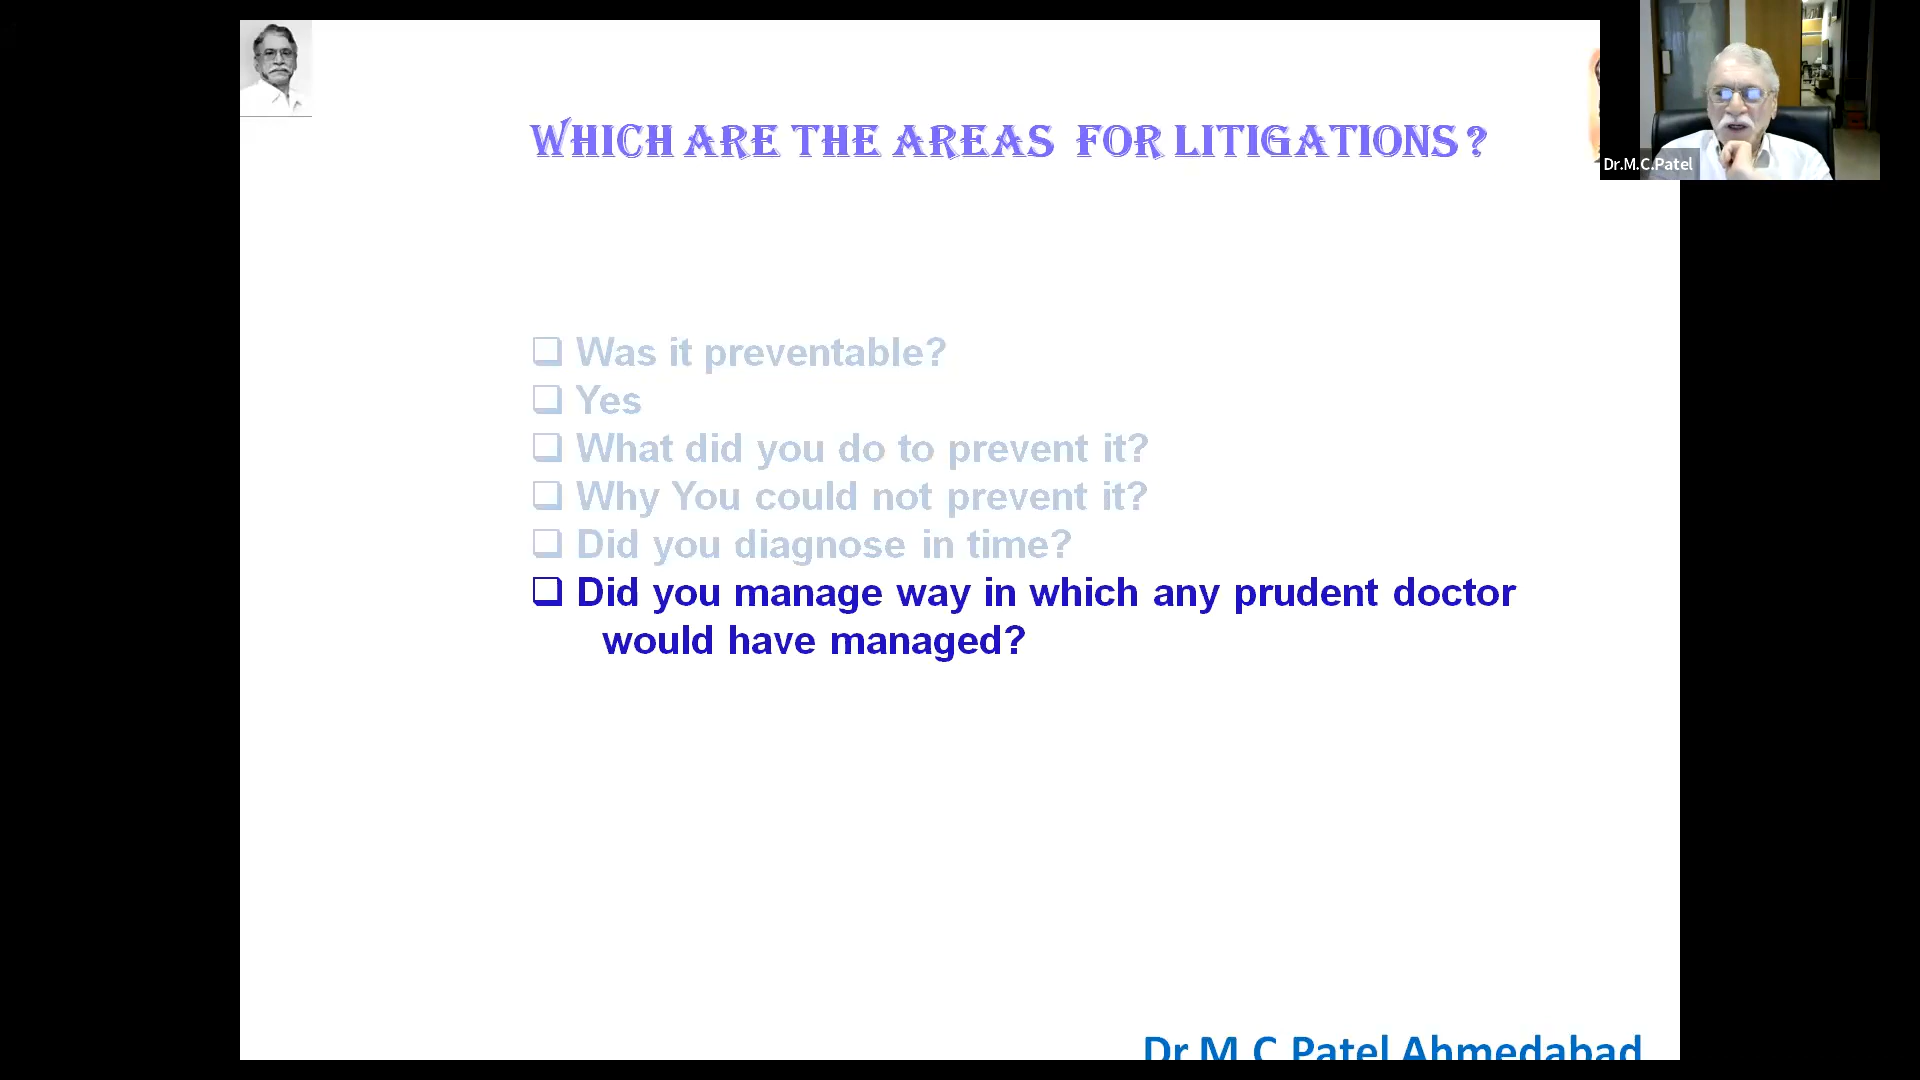 WHICH ARE THE AREAS FOR LITIGATIONS ?
Dr.M.C.Patel
❑ Was it preventable?
❑ Yes
❑ What did you do to prevent it?
❑ Why You could not prevent it?
❑ Did you diagnose in time?
❑ Did you manage way in which any prudent doctor
would have managed?
Dr.M.C.Patel Ahmedabad